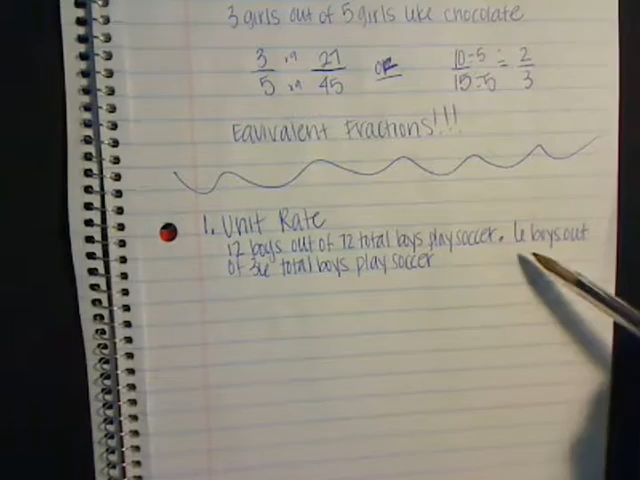 3 girls out of 5 girls like chocolate
3/5 ·9 ·9 27/45 OR 10÷5/15÷5 = 2/3
Equivalent Fractions!!!
1. Unit Rate
12 boys out of 72 total boys play soccer. 6 boys out
of 36 total boys play soccer